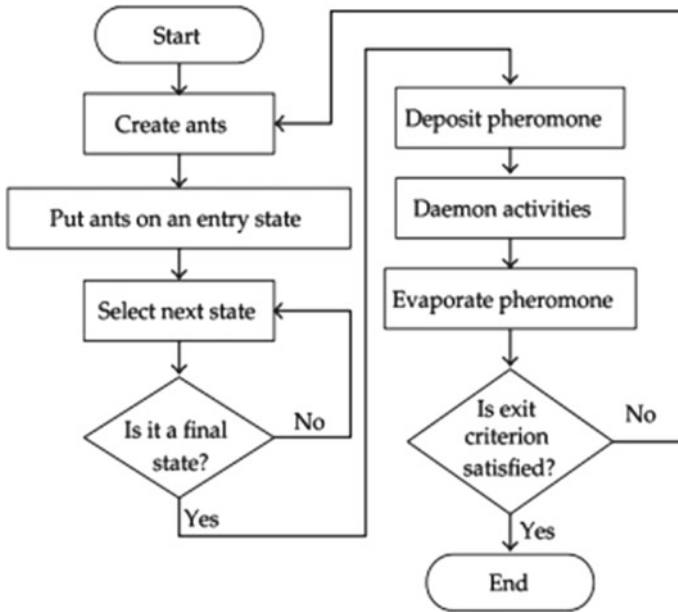 Start
Create ants
Put ants on an entry state
Select next state
Is it a final
state?
No
Yes
Deposit pheromone
Daemon activities
Evaporate pheromone
Is exit
criterion
satisfied?
No
Yes
End